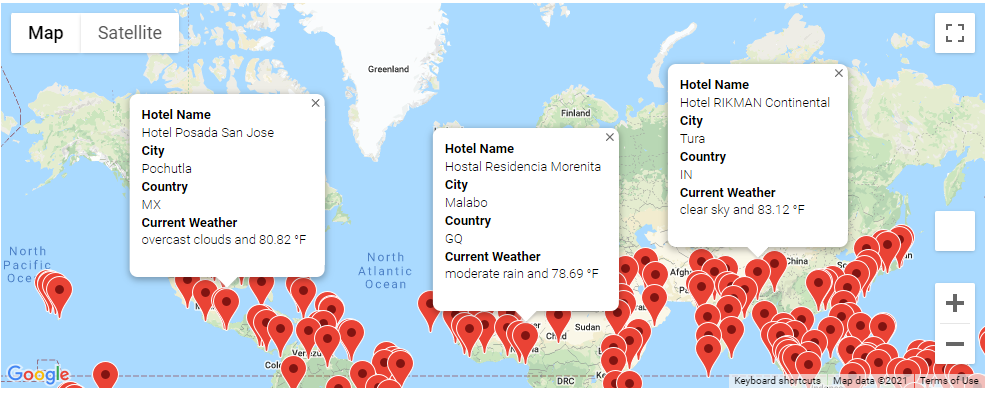 Map
Satellite
Greenland
Finland
Hotel Name
Hotel Posada San Jose
City
Pochutla
Country
MX
Current Weather
overcast clouds and 80.82 °F
Hotel Name
Hostal Residencia Morenita
City
Malabo
Country
GQ
Current Weather
moderate rain and 78.69 °F
Hotel Name
Hotel RIKMAN Continental
City
Tura
Country
IN
Current Weather
clear sky and 83.12 °F
North
Pacific
North
Atlantic
Ocean
China
Sudan
DRC
Google
Keyboard shortcuts
Map data ©2021
Terms of Use